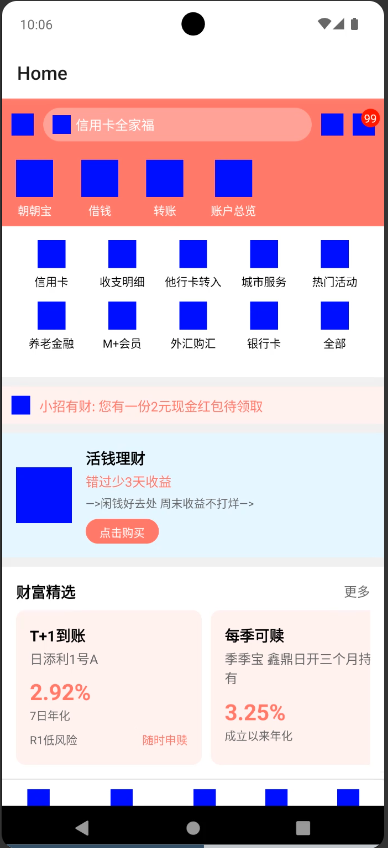 10:06
Home
信用卡全家福
99
朝朝宝 借钱 转账 账户总览
信用卡 收支明细 他行卡转入 城市服务 热门活动
养老金融 M+会员 外汇购汇 银行卡 全部
小招有财: 您有一份2元现金红包待领取
活钱理财
错过少3天收益
—>闲钱好去处 周末收益不打烊—>
点击购买
财富精选 更多
T+1到账
日添利1号A
2.92%
7日年化
R1低风险 随时申赎
每季可赎
季季宝 鑫鼎日开三个月持
有
3.25%
成立以来年化